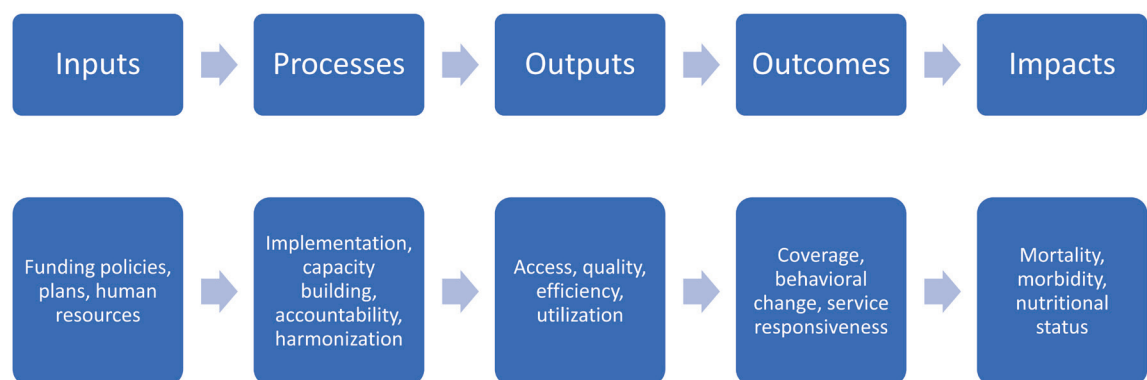 Inputs
Processes
Outputs
Outcomes
Impacts
Funding policies,
plans, human
resources
Implementation,
capacity
building,
accountability,
harmonization
Access, quality,
efficiency,
utilization
Coverage,
behavioral
change, service
responsiveness
Mortality,
morbidity,
nutritional
status